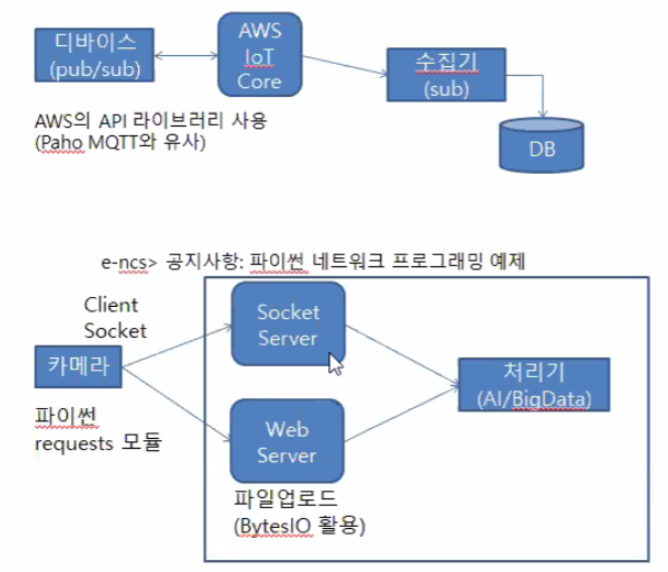 디바이스
(pub/sub)
AWS
IoT
Core
수집기
(sub)
DB
AWS의 API 라이브러리 사용
(Paho MQTT와 유사)
e-ncs> 공지사항: 파이썬 네트워크 프로그래밍 예제
Client
Socket
Socket
Server
카메라
처리기
(AI/BigData)
파이썬
requests 모듈
Web
Server
파일업로드
(BytesIO 활용)